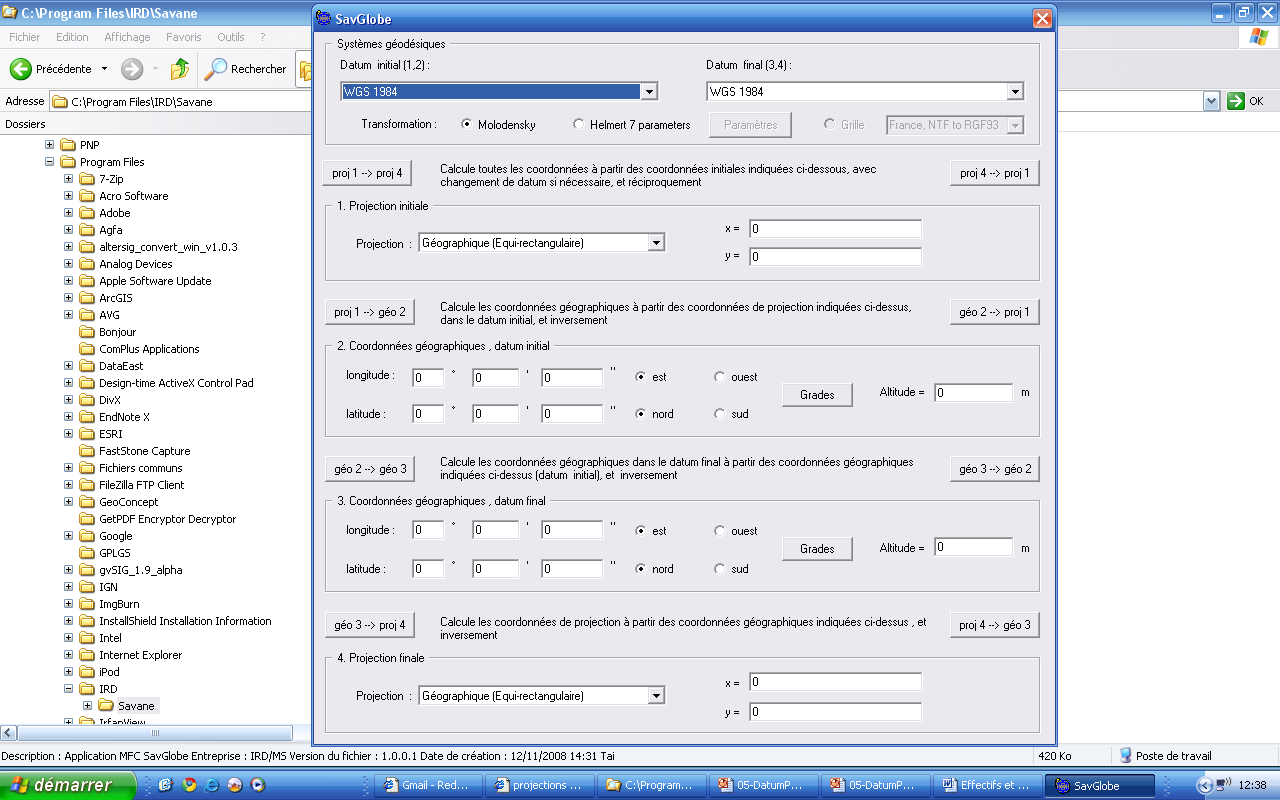 C:\Program Files\IRD\Savane
Fichier Edition Affichage Favoris Outils ?
Précédente Rechercher
Adresse C:\Program Files\IRD\Savane OK
Dossiers
PNP
Program Files
7-Zip
Acro Software
Adobe
Agfa
altersig_convert_win_v1.0.3
Analog Devices
Apple Software Update
ArcGIS
AVG
Bonjour
ComPlus Applications
DataEast
Design-time ActiveX Control Pad
DivX
EndNote X
ESRI
FastStone Capture
Fichiers communs
FileZilla FTP Client
GeoConcept
GetPDF Encryptor Decryptor
Google
GPLGS
gvSIG_1.9_alpha
IGN
ImgBurn
InstallShield Installation Information
Intel
Internet Explorer
iPod
IRD
Savane
IrfanView
SavGlobe
Systèmes géodésiques
Datum initial (1,2) : Datum final (3,4) :
WGS 1984 WGS 1984
Transformation : Molodensky Helmert 7 parameters Paramètres Grille France, NTF to RGF93
proj 1 --> proj 4 Calcule toutes les coordonnées à partir des coordonnées initiales indiquées ci-dessous, avec changement de datum si nécessaire, et réciproquement proj 4 --> proj 1
1. Projection initiale
Projection : Géographique (Equi-rectangulaire) x = 0
y = 0
proj 1 --> géo 2 Calcule les coordonnées géographiques à partir des coordonnées de projection indiquées ci-dessus, dans le datum initial, et inversement géo 2 --> proj 1
2. Coordonnées géographiques , datum initial
longitude : 0 ° 0 ' 0 '' est ouest
Grades Altitude = 0 m
latitude : 0 ° 0 ' 0 '' nord sud
géo 2 --> géo 3 Calcule les coordonnées géographiques dans le datum final à partir des coordonnées géographiques indiquées ci-dessus (datum initial), et inversement géo 3 --> géo 2
3. Coordonnées géographiques , datum final
longitude : 0 ° 0 ' 0 '' est ouest
Grades Altitude = 0 m
latitude : 0 ° 0 ' 0 '' nord sud
géo 3 --> proj 4 Calcule les coordonnées de projection à partir des coordonnées géographiques indiquées ci-dessus , et inversement proj 4 --> géo 3
4. Projection finale
Projection : Géographique (Equi-rectangulaire) x = 0
y = 0
Description : Application MFC SavGlobe Entreprise : IRD/MS Version du fichier : 1.0.0.1 Date de création : 12/11/2008 14:31 Tai 420 Ko Poste de travail
démarrer Gmail - Red... projections ... C:\Program... 05-DatumP... 05-DatumP... Effectifs et ... SavGlobe 12:38